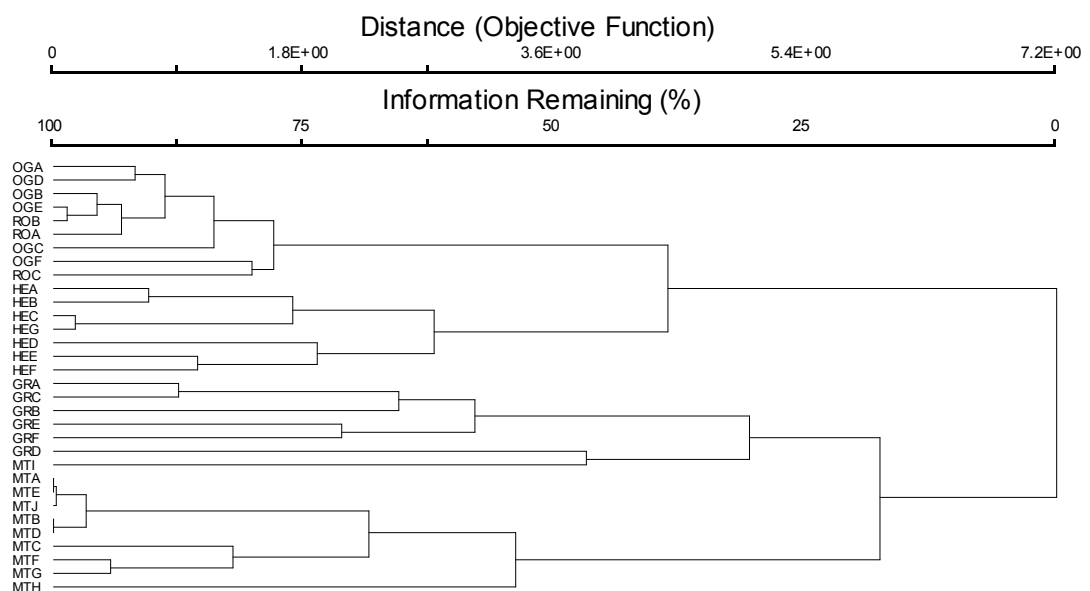 Distance (Objective Function)
0 1.8E+00 3.6E+00 5.4E+00 7.2E+00
Information Remaining (%)
100 75 50 25 0
OGA
OGD
OGB
OGE
ROB
ROA
OGC
OGF
ROC
HEA
HEB
HEC
HEG
HED
HEE
HEF
GRA
GRC
GRB
GRE
GRF
GRD
MTI
MTA
MTE
MTJ
MTB
MTD
MTC
MTF
MTG
MTH